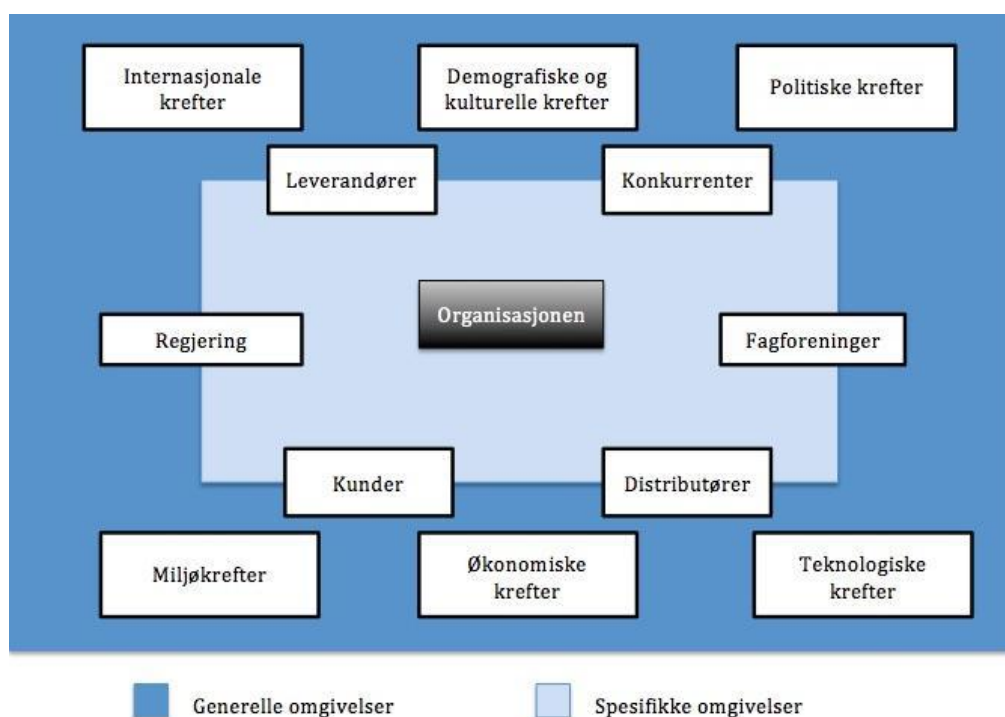 Internasjonale
krefter
Demografiske og
kulturelle krefter
Politiske krefter
Leverandører
Konkurrenter
Organisasjonen
Regjering
Fagforeninger
Kunder
Distributører
Miljøkrefter
Økonomiske
krefter
Teknologiske
krefter
Generelle omgivelser
Spesifikke omgivelser